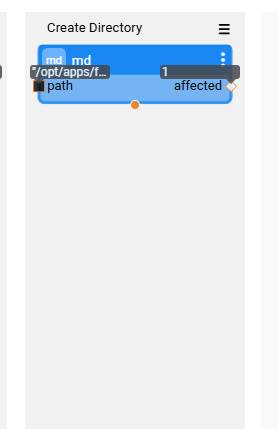 Create Directory
md md
"/opt/apps/f... 1
path affected